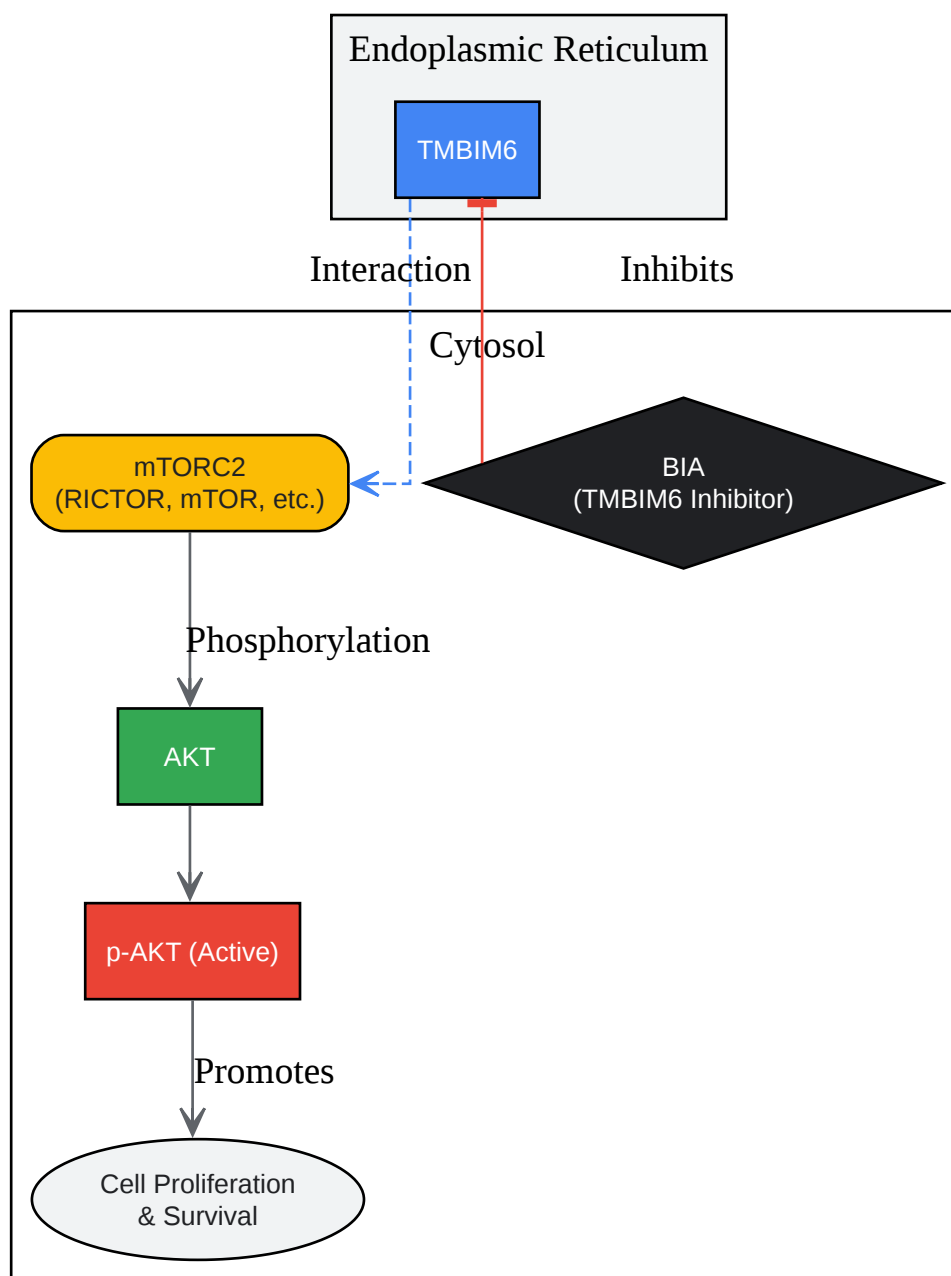 Endoplasmic Reticulum
TMBIM6
Interaction
Inhibits
Cytosol
mTORC2
(RICTOR, mTOR, etc.)
BIA
(TMBIM6 Inhibitor)
Phosphorylation
AKT
p-AKT (Active)
Promotes
Cell Proliferation
& Survival